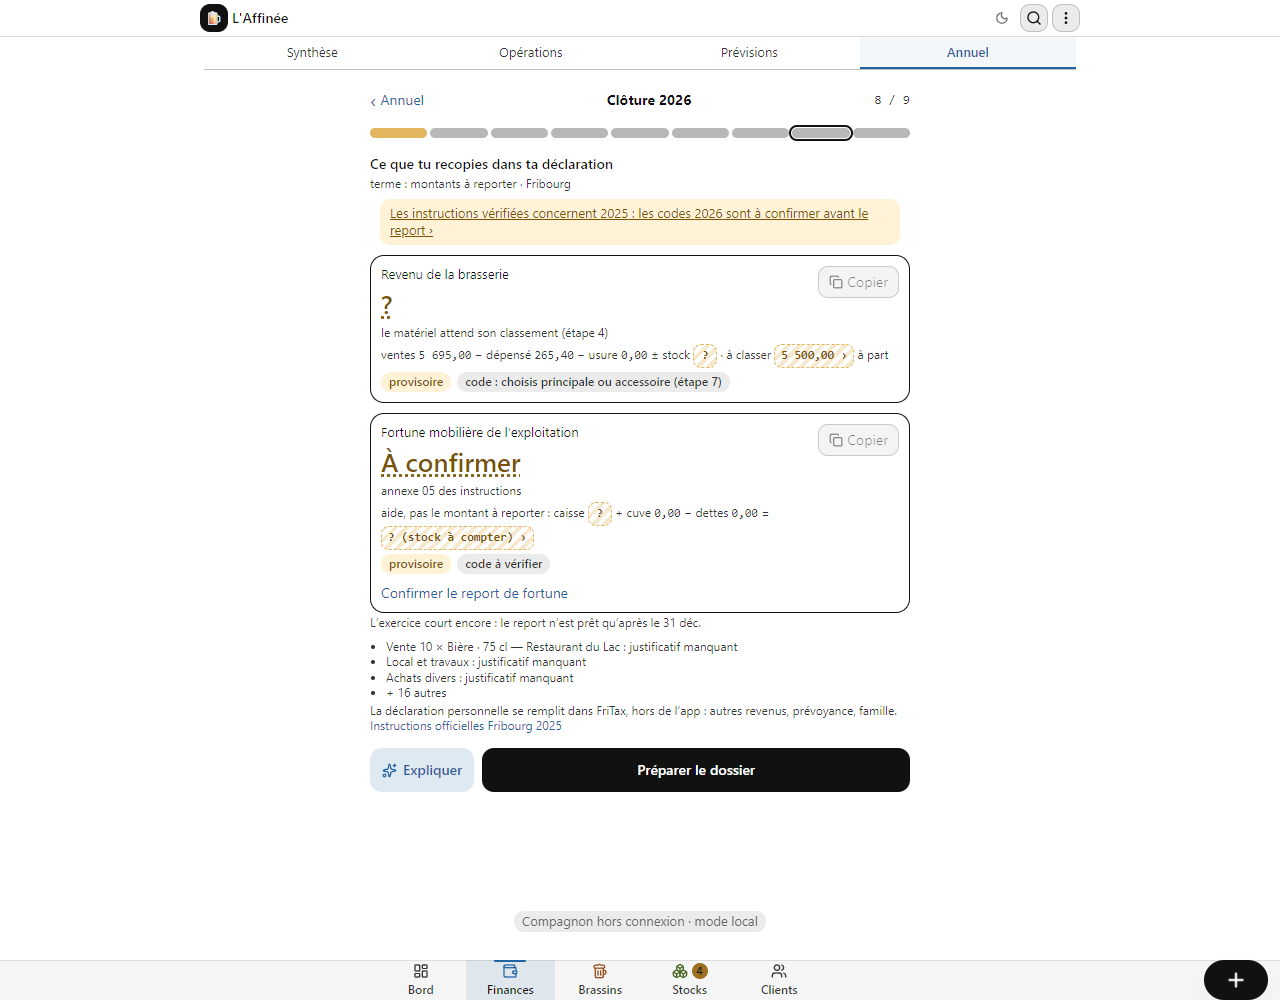 L'Affinée
Synthèse
Opérations
Prévisions
Annuel
‹ Annuel
Clôture 2026
8 / 9
Ce que tu recopies dans ta déclaration
terme : montants à reporter · Fribourg
Les instructions vérifiées concernent 2025 : les codes 2026 sont à confirmer avant le
report ›
Revenu de la brasserie
Copier
?
le matériel attend son classement (étape 4)
ventes 5 695,00 − dépensé 265,40 − usure 0,00 ± stock ? · à classer 5 500,00 › à part
provisoire
code : choisis principale ou accessoire (étape 7)
Fortune mobilière de l'exploitation
Copier
À confirmer
annexe 05 des instructions
aide, pas le montant à reporter : caisse ? + cuve 0,00 − dettes 0,00 =
? (stock à compter) ›
provisoire
code à vérifier
Confirmer le report de fortune
L’exercice court encore : le report n’est prêt qu’après le 31 déc.
• Vente 10 × Bière · 75 cl — Restaurant du Lac : justificatif manquant
• Local et travaux : justificatif manquant
• Achats divers : justificatif manquant
• + 16 autres
La déclaration personnelle se remplit dans FriTax, hors de l’app : autres revenus, prévoyance, famille.
Instructions officielles Fribourg 2025
Expliquer
Préparer le dossier
Compagnon hors connexion · mode local
Bord
Finances
Brassins
4
Stocks
Clients